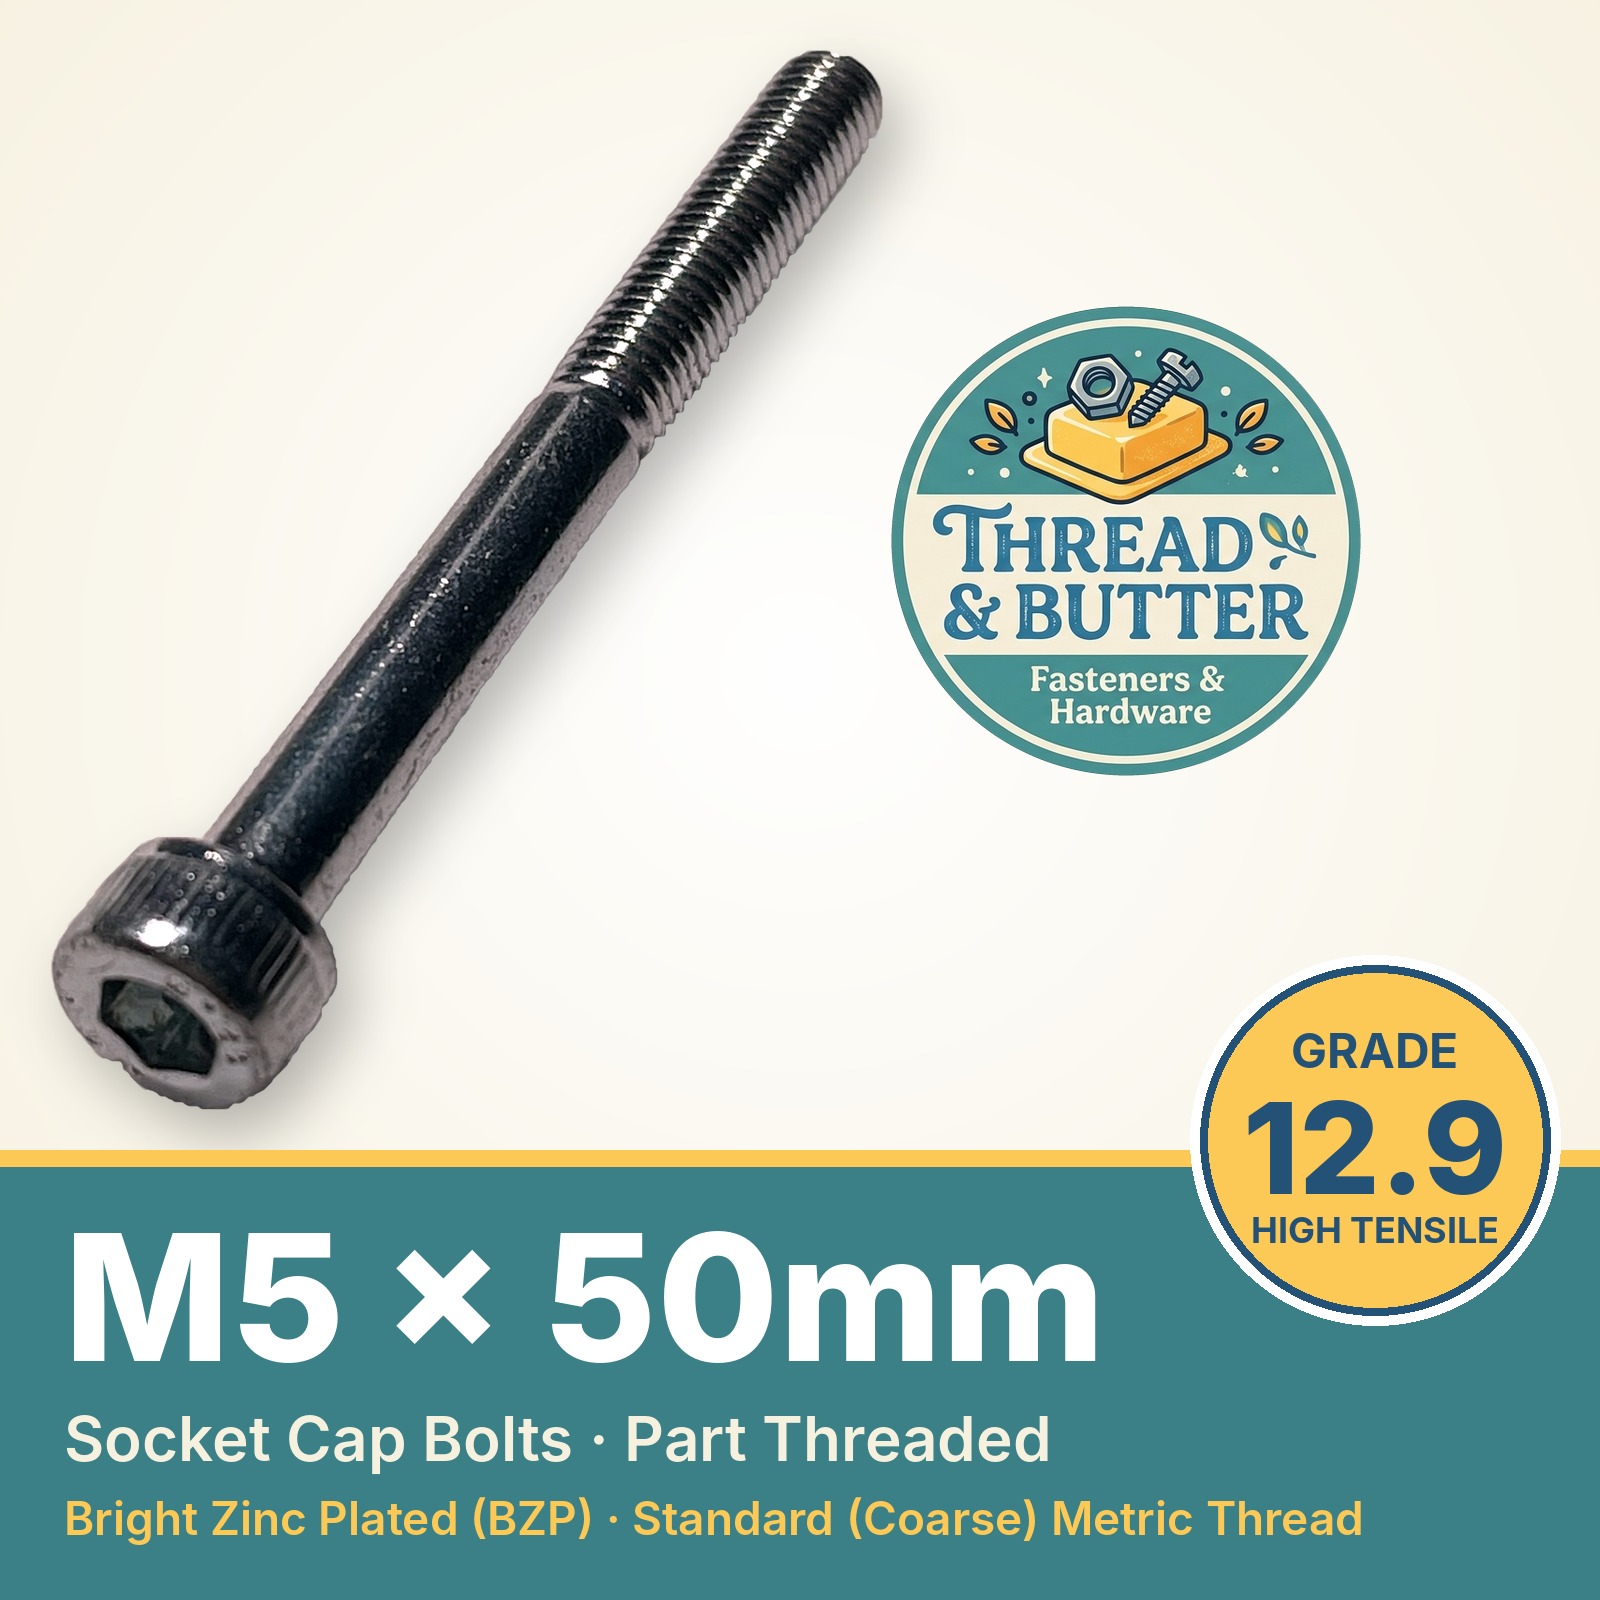 THREAD
& BUTTER
Fasteners &
Hardware
GRADE
12.9
HIGH TENSILE
M5 × 50mm
Socket Cap Bolts · Part Threaded
Bright Zinc Plated (BZP) · Standard (Coarse) Metric Thread